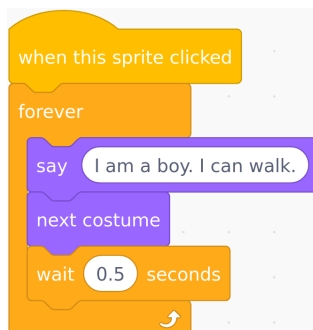 when this sprite clicked
forever
say I am a boy. I can walk.
next costume
wait 0.5 seconds